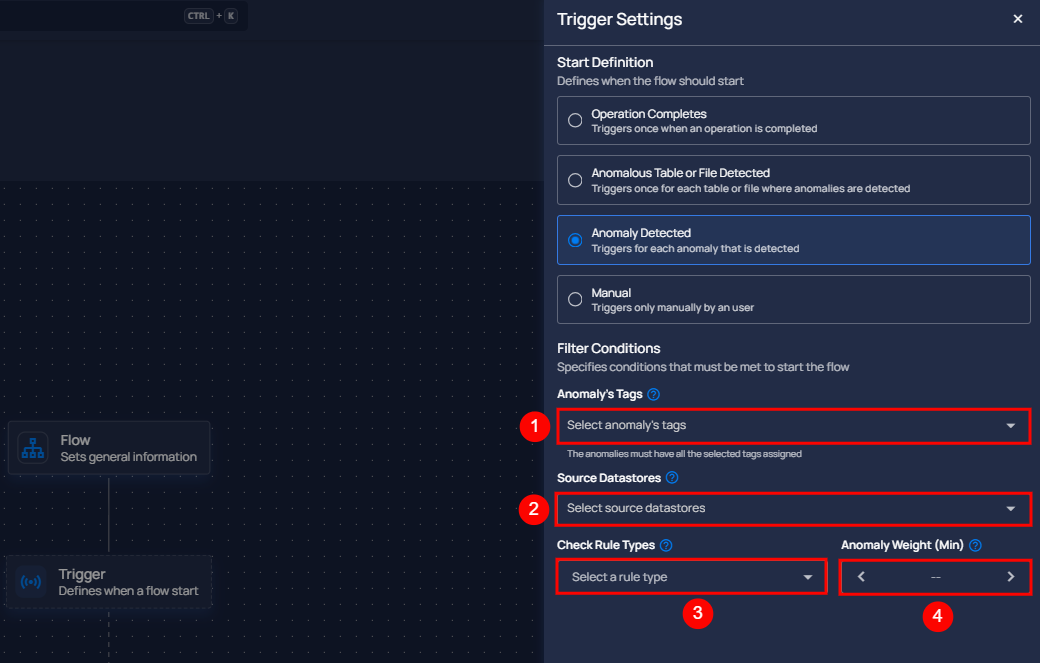 CTRL + K
Trigger Settings
Start Definition
Defines when the flow should start
Operation Completes
Triggers once when an operation is completed
Anomalous Table or File Detected
Triggers once for each table or file where anomalies are detected
Anomaly Detected
Triggers for each anomaly that is detected
Manual
Triggers only manually by an user
Filter Conditions
Specifies conditions that must be met to start the flow
Anomaly's Tags ?
1 Select anomaly's tags
The anomalies must have all the selected tags assigned
Source Datastores ?
2 Select source datastores
Check Rule Types ? Anomaly Weight (Min) ?
Select a rule type --
3 4
Flow
Sets general information
Trigger
Defines when a flow start